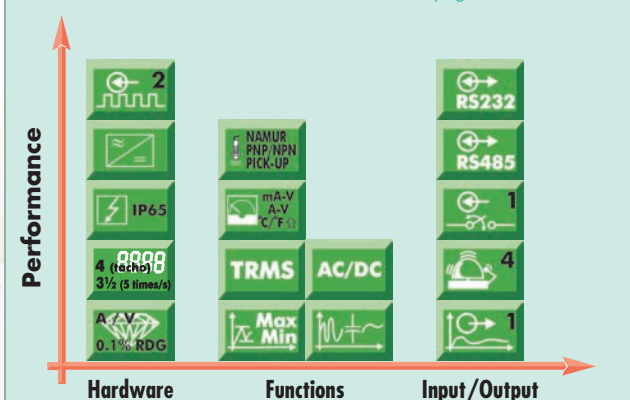 Performance
2
IP65
8888
4 (tacho)
3½ (5 times/s)
A/V
0.1% RDG
NAMUR
PNP/NPN
PICK-UP
mA-V
A-V
°C/°F Ω
TRMS
AC/DC
Max
Min
RS232
RS485
1
4
1
Hardware
Functions
Input/Output